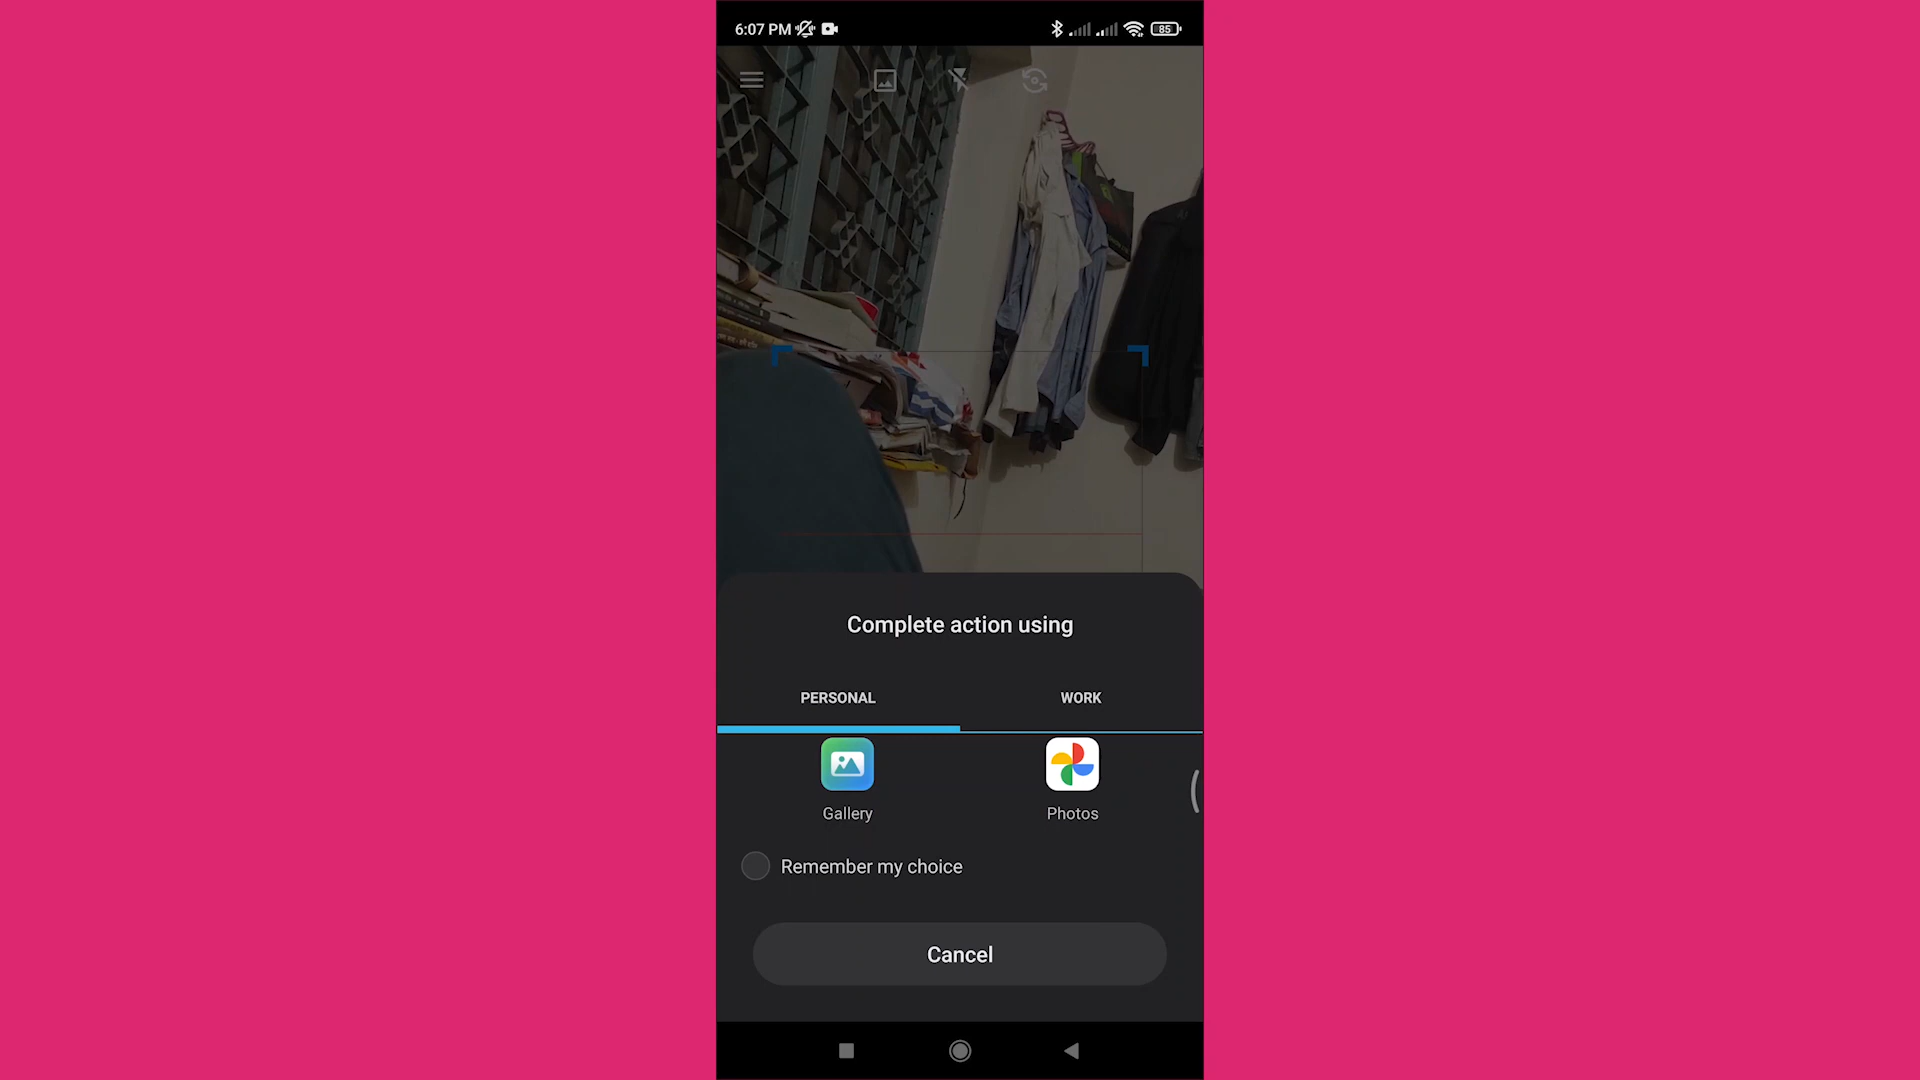 6:07 PM
85
Complete action using
PERSONAL
WORK
Gallery
Photos
Remember my choice
Cancel